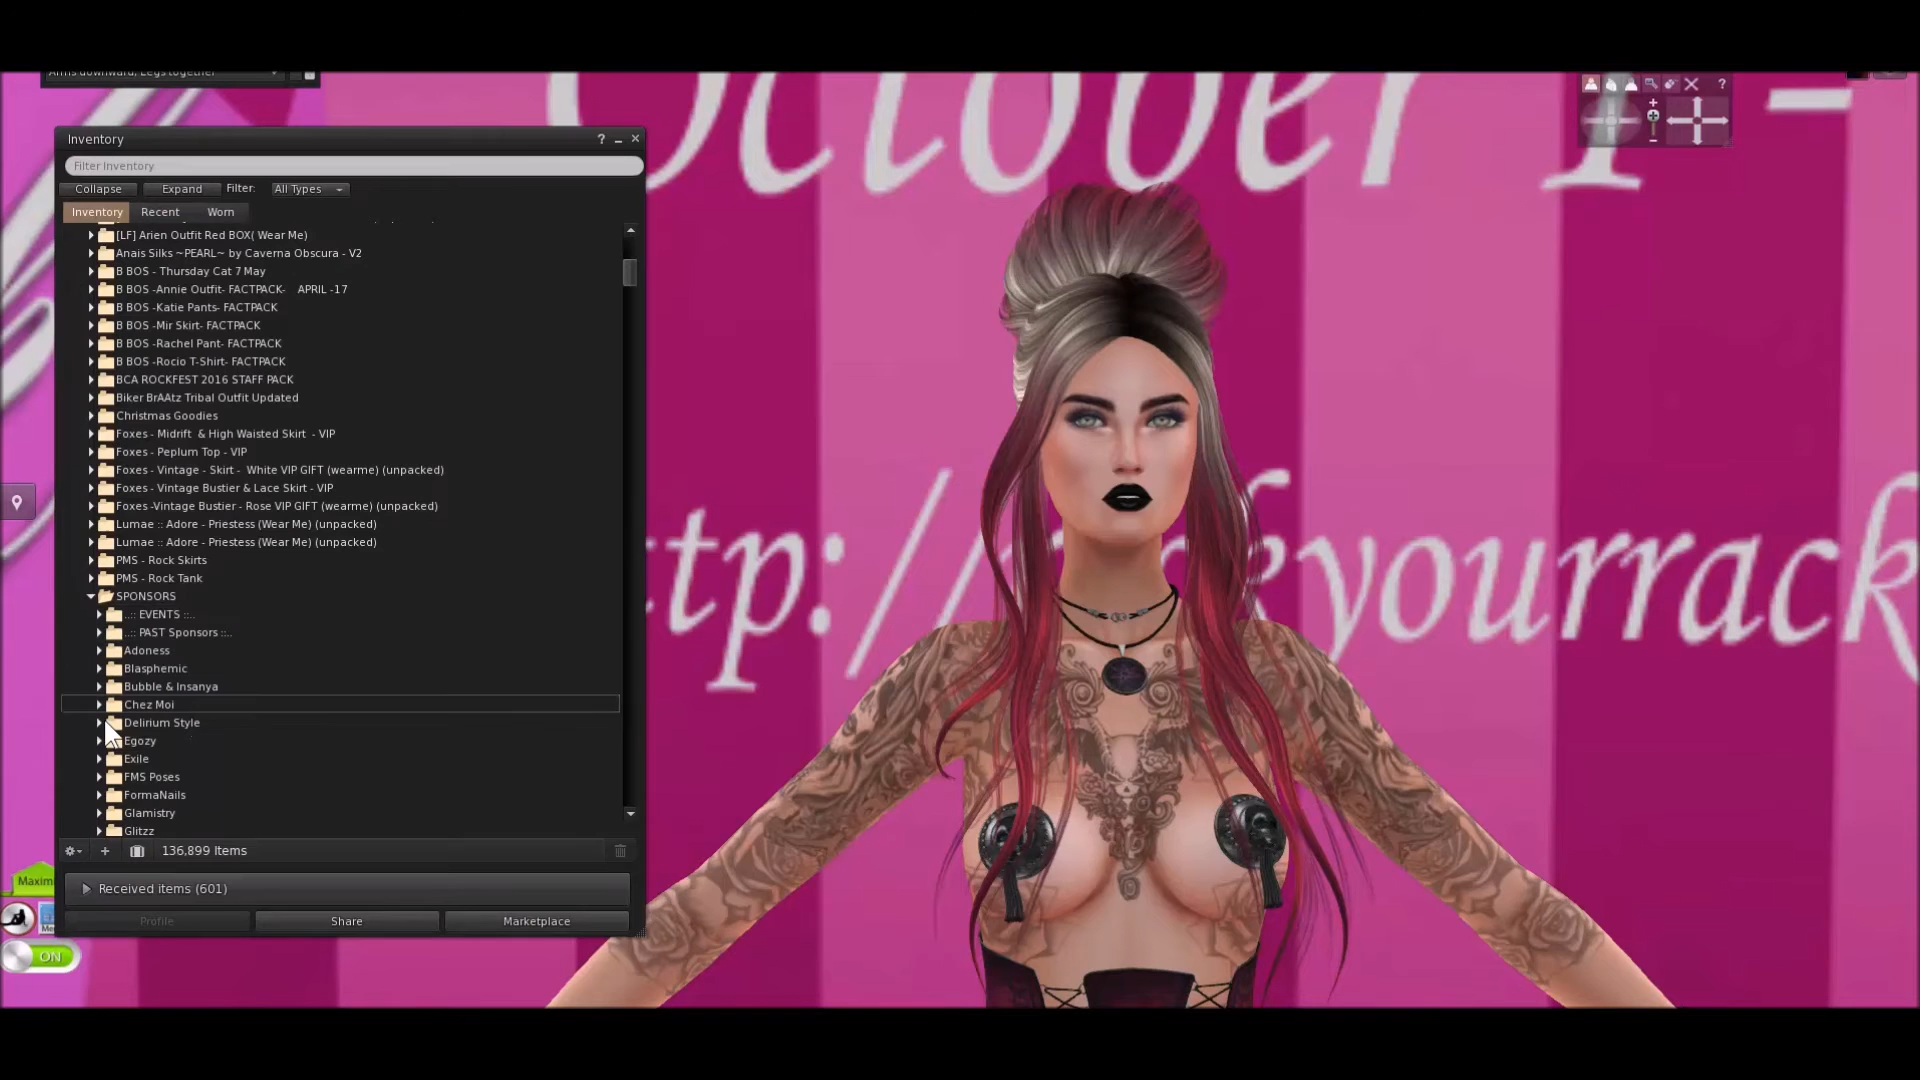 Arms downward, Legs together
October 1 -
Inventory
?
Filter Inventory
Collapse
Expand
Filter:
All Types
Inventory
Recent
Worn
[LF] Arien Outfit Red BOX( Wear Me)
Anais Silks ~PEARL~ by Caverna Obscura - V2
B BOS - Thursday Cat 7 May
B BOS -Annie Outfit- FACTPACK-    APRIL -17
B BOS -Katie Pants- FACTPACK
B BOS -Mir Skirt- FACTPACK
B BOS -Rachel Pant- FACTPACK
B BOS -Rocio T-Shirt- FACTPACK
BCA ROCKFEST 2016 STAFF PACK
Biker BrAAtz Tribal Outfit Updated
Christmas Goodies
Foxes - Midrift  & High Waisted Skirt  - VIP
Foxes - Peplum Top - VIP
Foxes - Vintage - Skirt -  White VIP GIFT (wearme) (unpacked)
Foxes - Vintage Bustier & Lace Skirt - VIP
Foxes -Vintage Bustier - Rose VIP GIFT (wearme) (unpacked)
Lumae :: Adore - Priestess (Wear Me) (unpacked)
Lumae :: Adore - Priestess (Wear Me) (unpacked)
PMS - Rock Skirts
PMS - Rock Tank
SPONSORS
..:: EVENTS ::..
..:: PAST Sponsors ::..
Adoness
Blasphemic
Bubble & Insanya
Chez Moi
Delirium Style
Egozy
Exile
FMS Poses
FormaNails
Glamistry
Glitzz
136,899 Items
Received items (601)
Profile
Share
Marketplace
ttp://
kyourrack
Maxim
ON
?